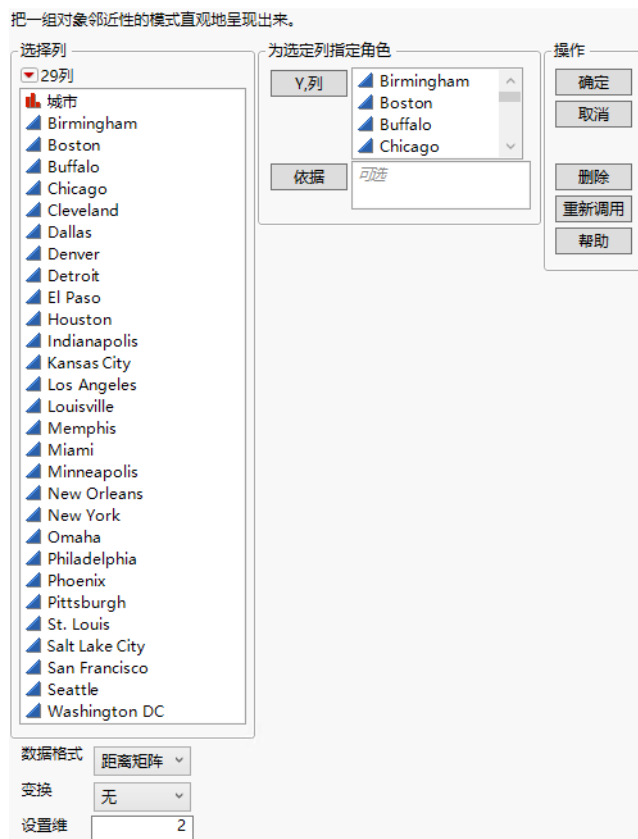 把一组对象邻近性的模式直观地呈现出来。
选择列
29列
城市
Birmingham
Boston
Buffalo
Chicago
Cleveland
Dallas
Denver
Detroit
El Paso
Houston
Indianapolis
Kansas City
Los Angeles
Louisville
Memphis
Miami
Minneapolis
New Orleans
New York
Omaha
Philadelphia
Phoenix
Pittsburgh
St. Louis
Salt Lake City
San Francisco
Seattle
Washington DC
数据格式 距离矩阵
变换 无
设置维 2
为选定列指定角色
Y,列
Birmingham
Boston
Buffalo
Chicago
依据 可选
操作
确定
取消
删除
重新调用
帮助